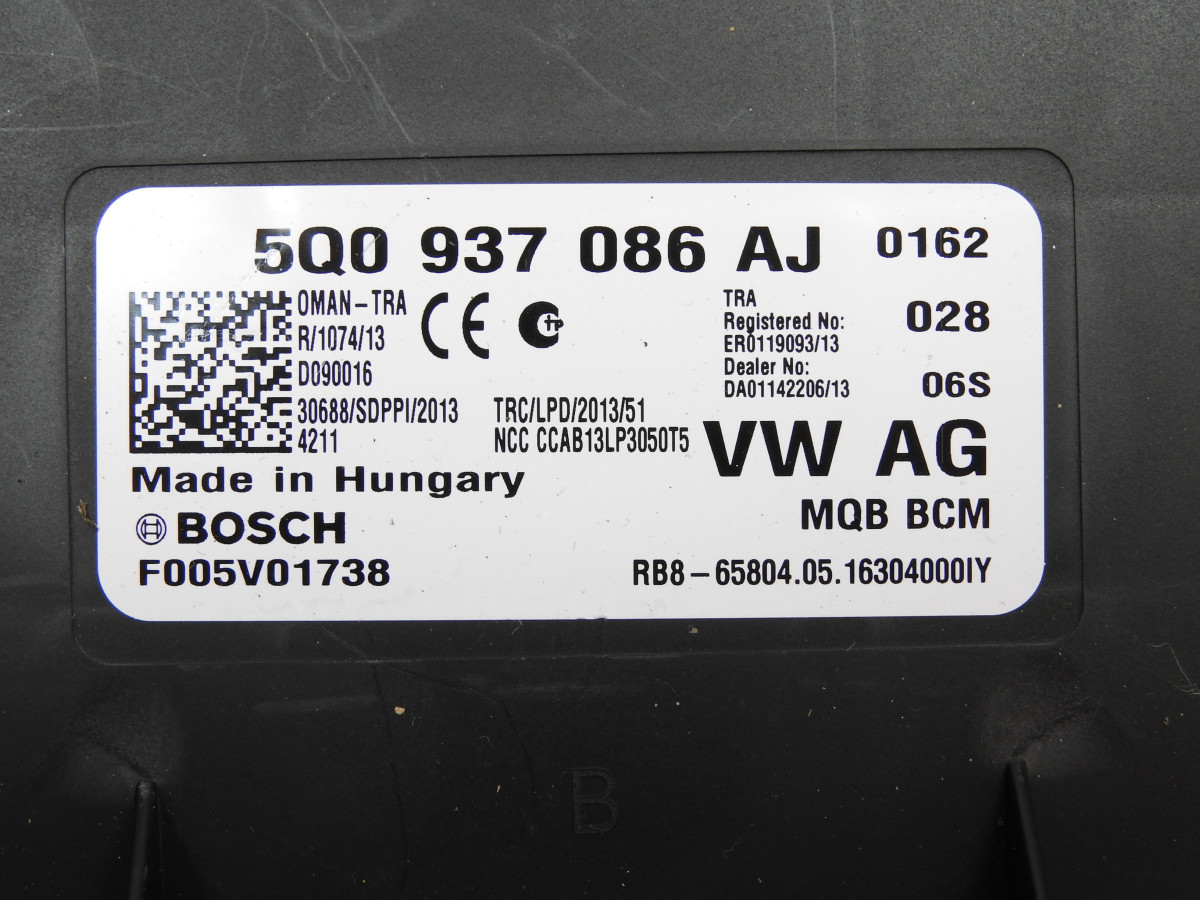 5Q0 937 086 AJ 0162
OMAN-TRA
R/1074/13
D090016
30688/SDPPI/2013
4211
CE
TRC/LPD/2013/51
NCC CCAB13LP3050T5
TRA
Registered No:
ER0119093/13
Dealer No:
DA01142206/13
028
06S
VW AG
MQB BCM
Made in Hungary
BOSCH
F005V01738
RB8-65804.05.16304000IY
B